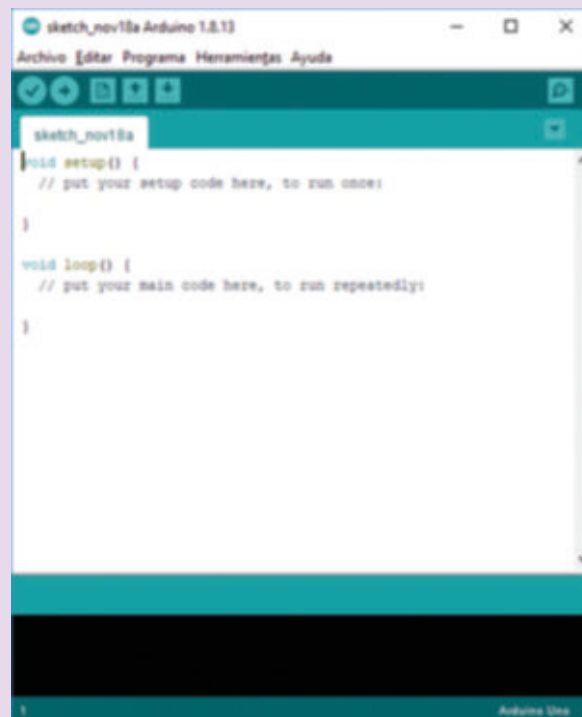 sketch_nov18a Arduino 1.8.13
Archivo Editar Programa Herramientas Ayuda
sketch_nov18a
void setup() {
  // put your setup code here, to run once:
}
void loop() {
  // put your main code here, to run repeatedly:
}
1
Arduino Uno